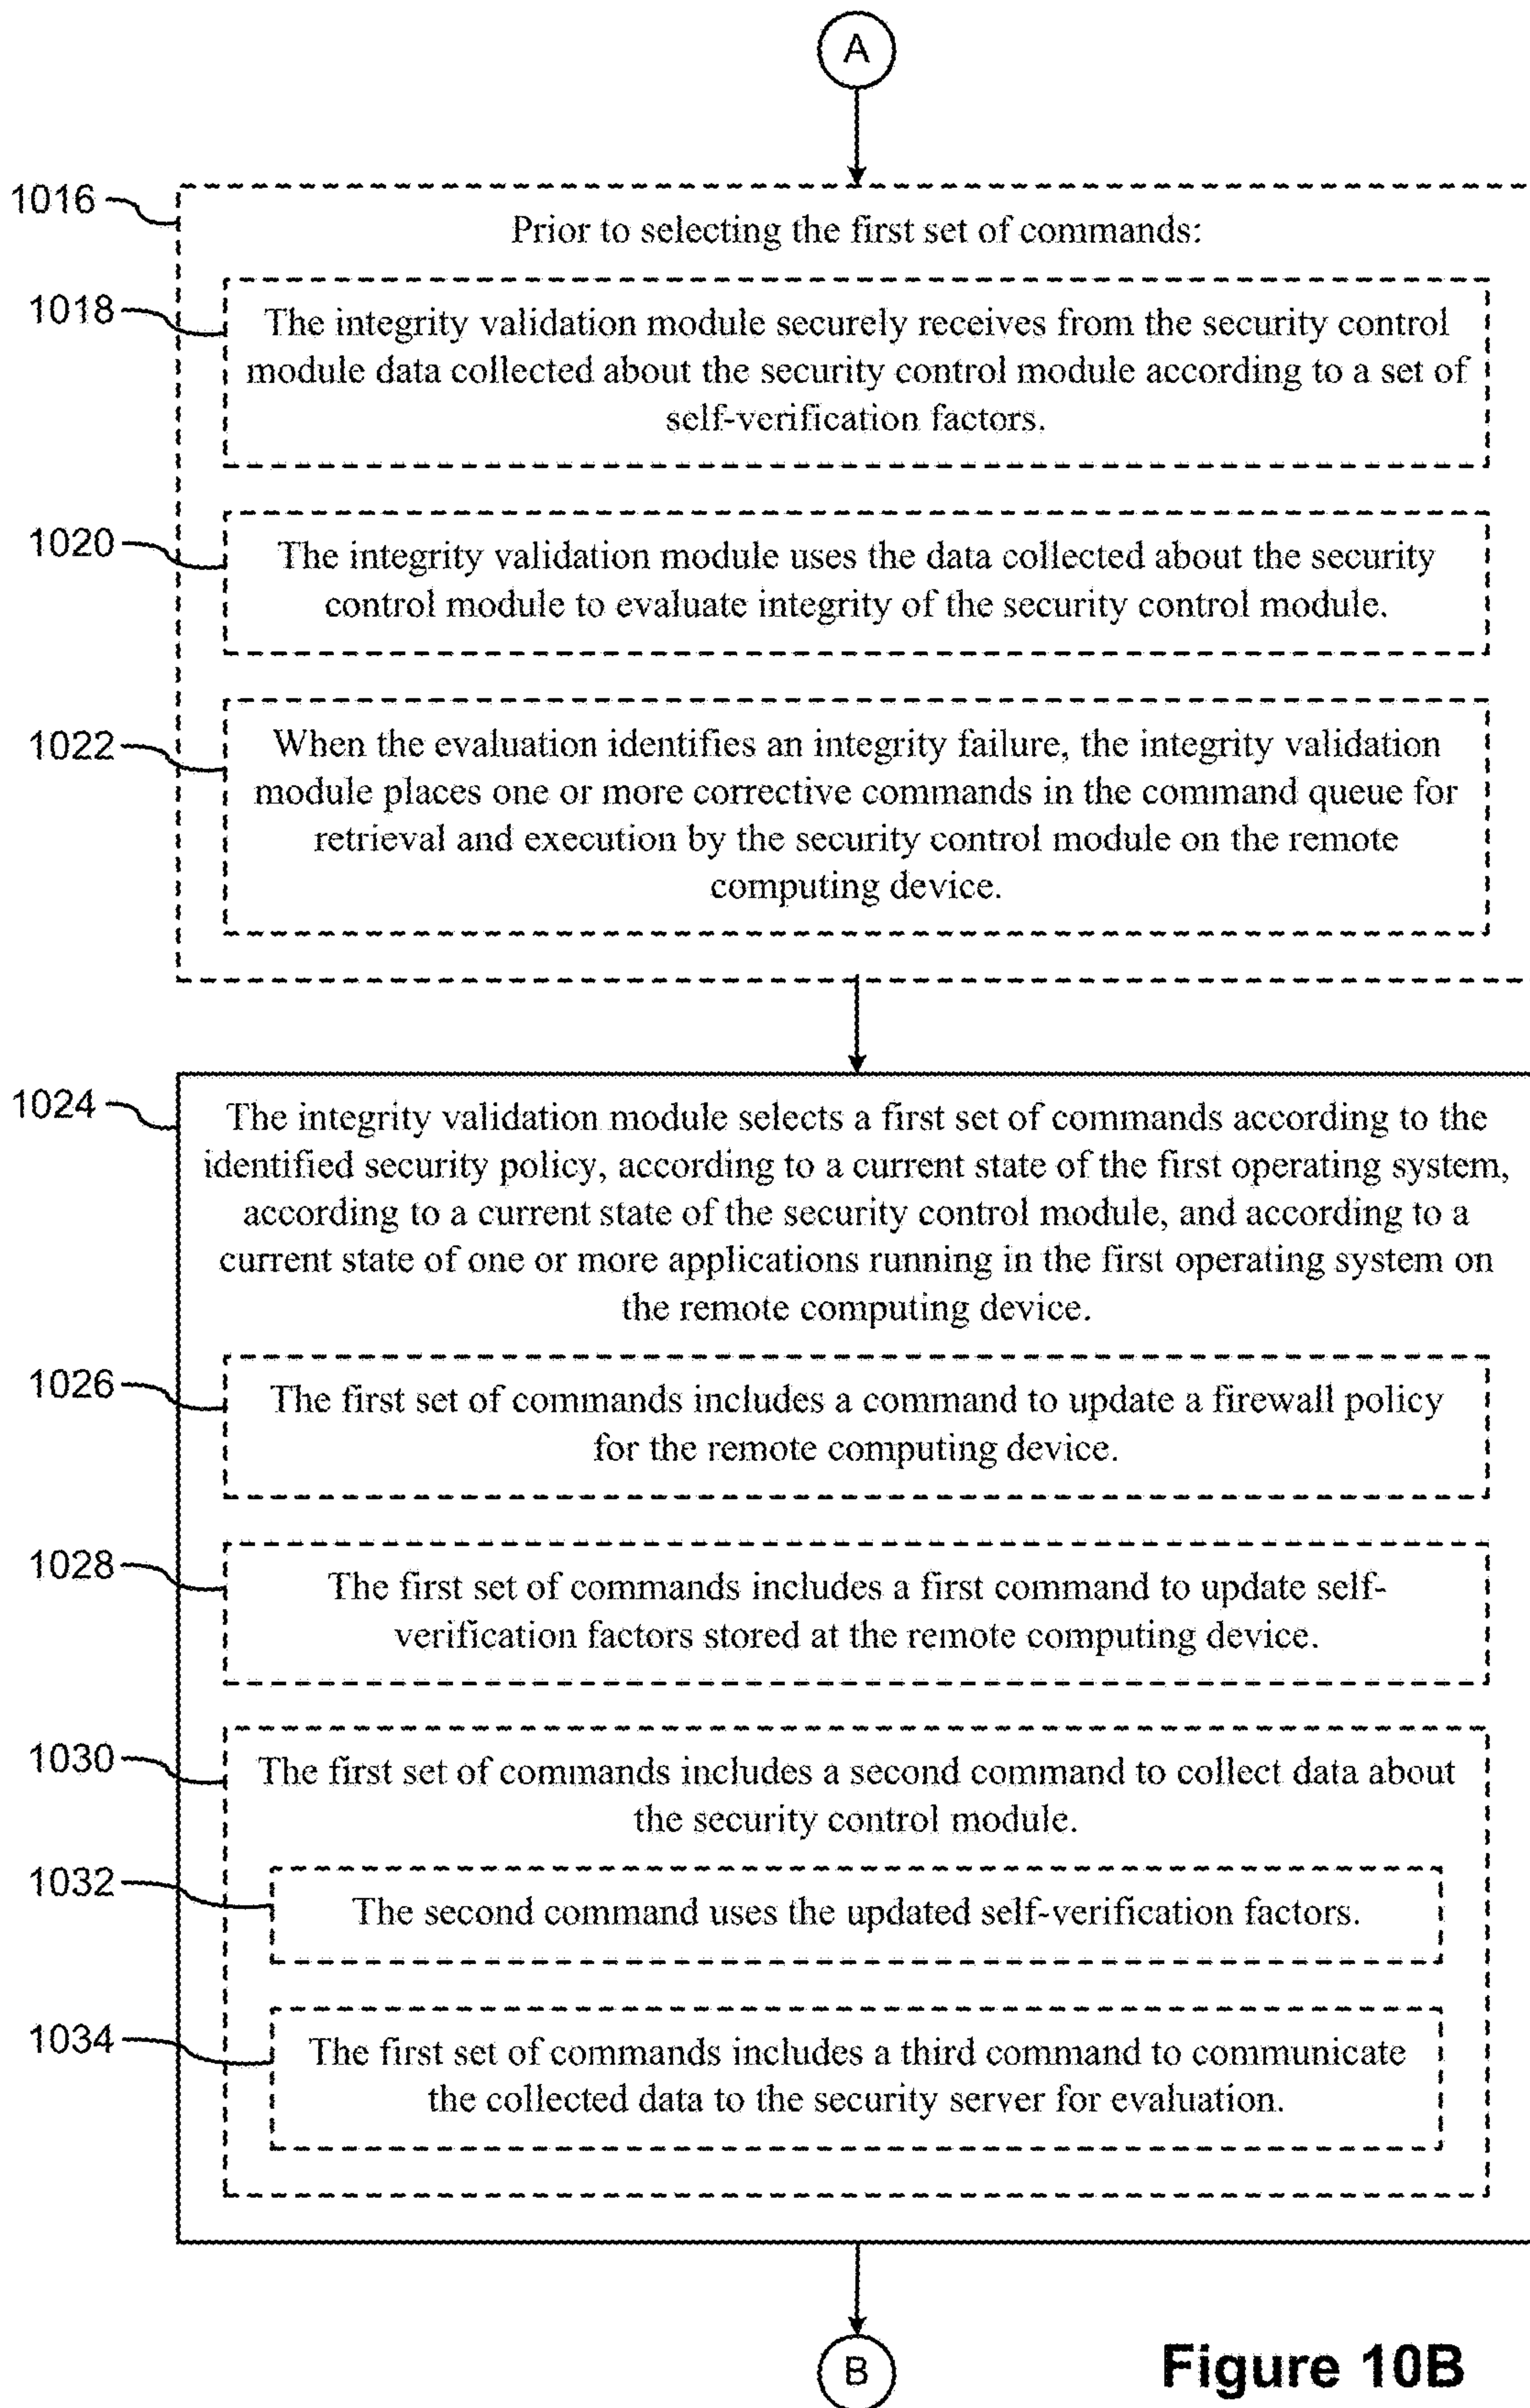 A
1016
Prior to selecting the first set of commands:
1018
The integrity validation module securely receives from the security control
module data collected about the security control module according to a set of
self-verification factors.
1020
The integrity validation module uses the data collected about the security
control module to evaluate integrity of the security control module.
1022
When the evaluation identifies an integrity failure, the integrity validation
module places one or more corrective commands in the command queue for
retrieval and execution by the security control module on the remote
computing device.
1024
The integrity validation module selects a first set of commands according to the
identified security policy, according to a current state of the first operating system,
according to a current state of the security control module, and according to a
current state of one or more applications running in the first operating system on
the remote computing device.
1026
The first set of commands includes a command to update a firewall policy
for the remote computing device.
1028
The first set of commands includes a first command to update self-
verification factors stored at the remote computing device.
1030
The first set of commands includes a second command to collect data about
the security control module.
1032
The second command uses the updated self-verification factors.
1034
The first set of commands includes a third command to communicate
the collected data to the security server for evaluation.
B
Figure 10B